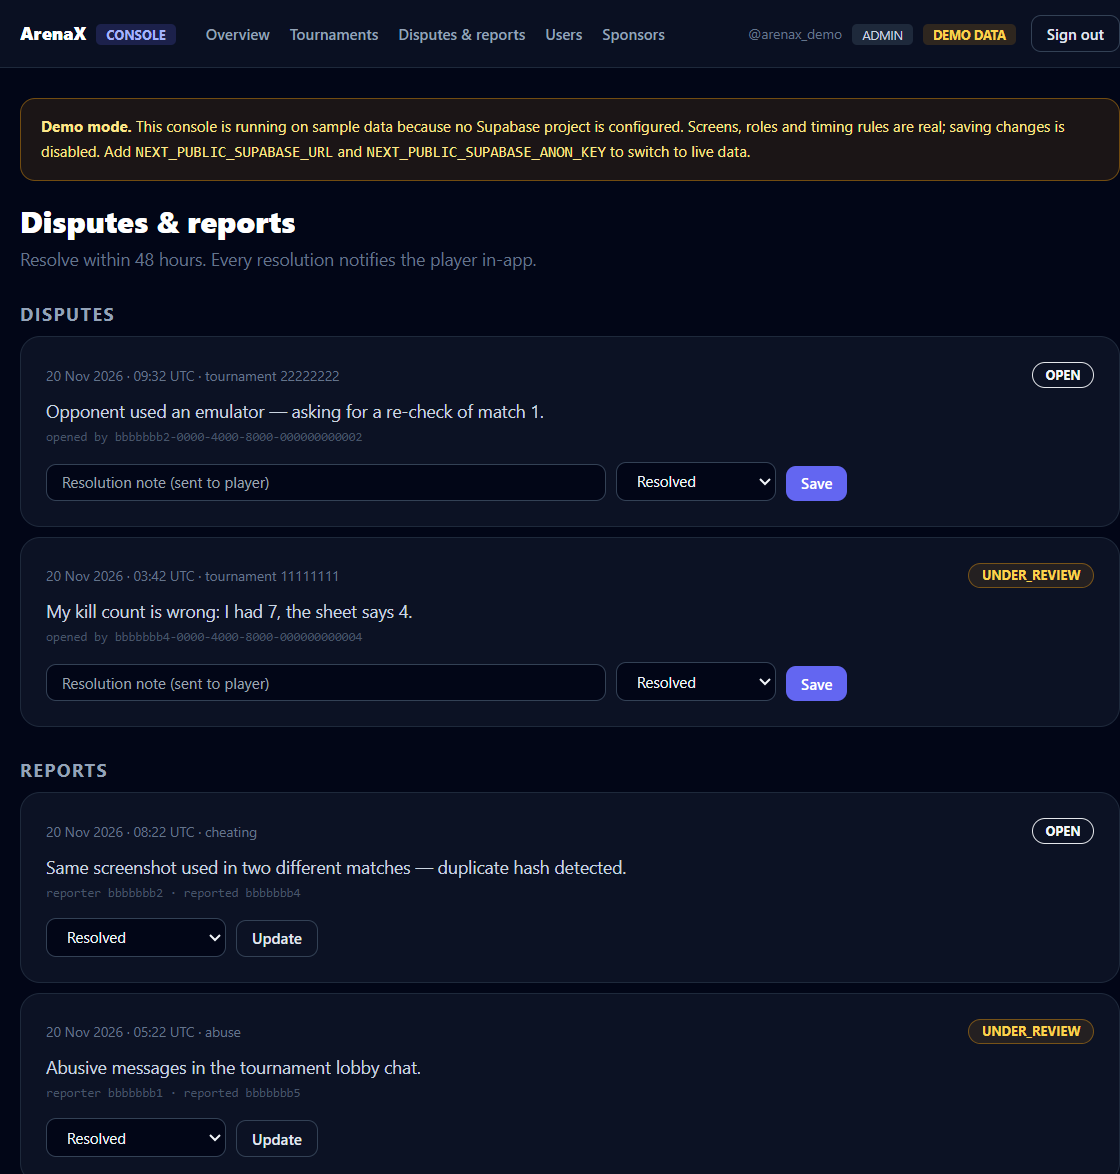 ArenaX CONSOLE Overview Tournaments Disputes & reports Users Sponsors @arenax_demo ADMIN DEMO DATA Sign out
Demo mode. This console is running on sample data because no Supabase project is configured. Screens, roles and timing rules are real; saving changes is
disabled. Add NEXT_PUBLIC_SUPABASE_URL and NEXT_PUBLIC_SUPABASE_ANON_KEY to switch to live data.
Disputes & reports
Resolve within 48 hours. Every resolution notifies the player in-app.
DISPUTES
20 Nov 2026 · 09:32 UTC · tournament 22222222 OPEN
Opponent used an emulator — asking for a re-check of match 1.
opened by bbbbbbb2-0000-4000-8000-000000000002
Resolution note (sent to player) Resolved Save
20 Nov 2026 · 03:42 UTC · tournament 11111111 UNDER_REVIEW
My kill count is wrong: I had 7, the sheet says 4.
opened by bbbbbbb4-0000-4000-8000-000000000004
Resolution note (sent to player) Resolved Save
REPORTS
20 Nov 2026 · 08:22 UTC · cheating OPEN
Same screenshot used in two different matches — duplicate hash detected.
reporter bbbbbbb2 · reported bbbbbbb4
Resolved Update
20 Nov 2026 · 05:22 UTC · abuse UNDER_REVIEW
Abusive messages in the tournament lobby chat.
reporter bbbbbbb1 · reported bbbbbbb5
Resolved Update